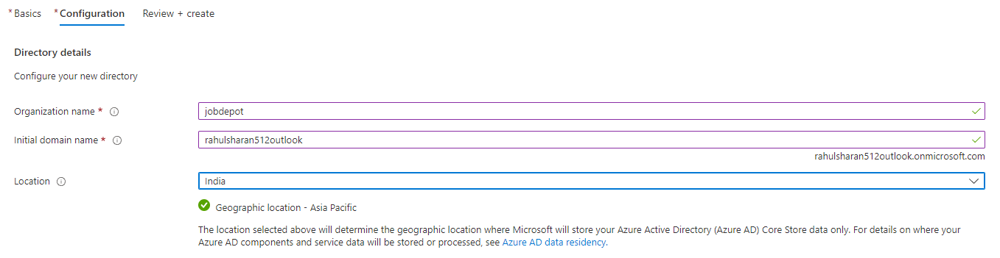 * Basics * Configuration Review + create
Directory details
Configure your new directory
Organization name * jobdepot
Initial domain name * rahulsharan512outlook
rahulsharan512outlook.onmicrosoft.com
Location India
Geographic location - Asia Pacific
The location selected above will determine the geographic location where Microsoft will store your Azure Active Directory (Azure AD) Core Store data only. For details on where your
Azure AD components and service data will be stored or processed, see Azure AD data residency.